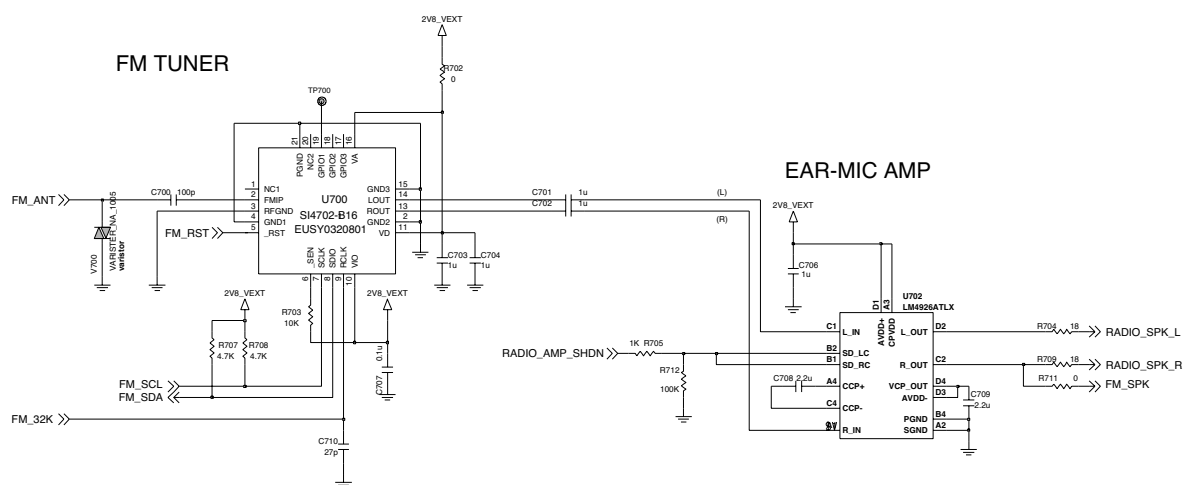 FM TUNER
2V8_VEXT
R702
0
TP700
21
20
19
18
17
16
PGND
NC2
GPIO1
GPIO2
GPIO3
VA
FM_ANT
C700
100p
V700
VARISTER_NA_1005
varistor
FM_RST
1
2
3
4
5
NC1
FMIP
RFGND
GND1
_RST
U700
SI4702-B16
EUSY0320801
GND3
LOUT
ROUT
GND2
VD
15
14
13
2
11
_SEN
SCLK
SDIO
RCLK
VIO
6
7
8
9
10
C701
1u
C702
1u
(L)
(R)
C703
1u
C704
1u
2V8_VEXT
R707
4.7K
R708
4.7K
R703
10K
2V8_VEXT
0.1u
C707
FM_SCL
FM_SDA
FM_32K
C710
27p
EAR-MIC AMP
2V8_VEXT
C706
1u
D1
A3
U702
LM4926ATLX
AVDD+
CPVDD
C1
L_IN
L_OUT
D2
R704
18
RADIO_SPK_L
RADIO_AMP_SHDN
1K
R705
B2
SD_LC
B1
SD_RC
R_OUT
C2
R709
18
RADIO_SPK_R
R711
0
FM_SPK
R712
100K
C708
2.2u
A4
CCP+
C4
CCP-
VCP_OUT
D4
AVDD-
D3
C709
2.2u
PGND
B4
SGND
A2
R_IN